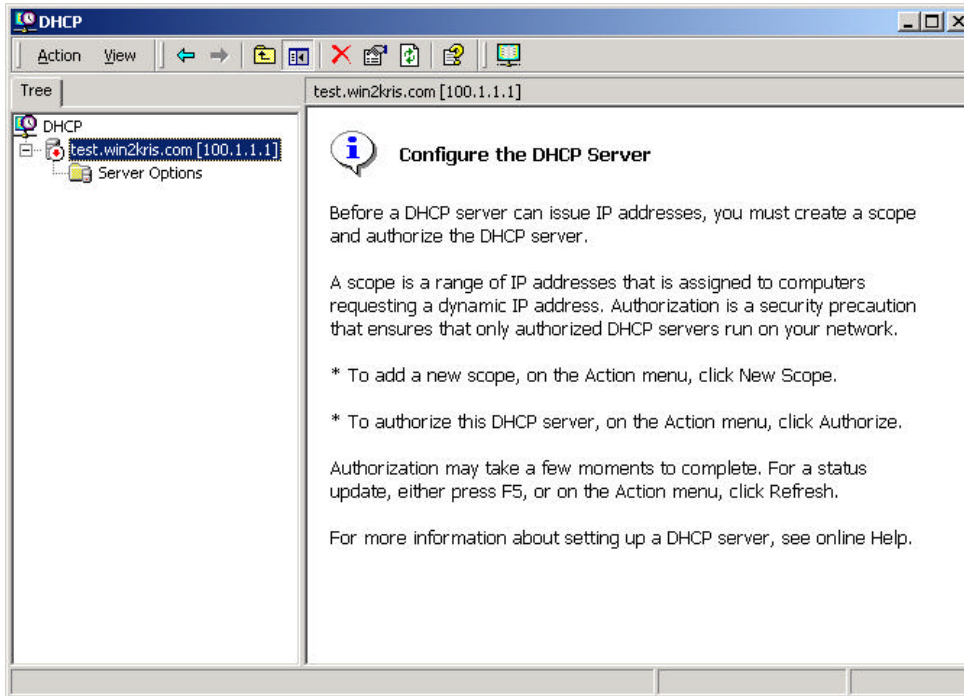 DHCP
Action View
Tree
test.win2kris.com [100.1.1.1]
DHCP
test.win2kris.com [100.1.1.1]
Server Options
Configure the DHCP Server
Before a DHCP server can issue IP addresses, you must create a scope
and authorize the DHCP server.
A scope is a range of IP addresses that is assigned to computers
requesting a dynamic IP address. Authorization is a security precaution
that ensures that only authorized DHCP servers run on your network.
* To add a new scope, on the Action menu, click New Scope.
* To authorize this DHCP server, on the Action menu, click Authorize.
Authorization may take a few moments to complete. For a status
update, either press F5, or on the Action menu, click Refresh.
For more information about setting up a DHCP server, see online Help.